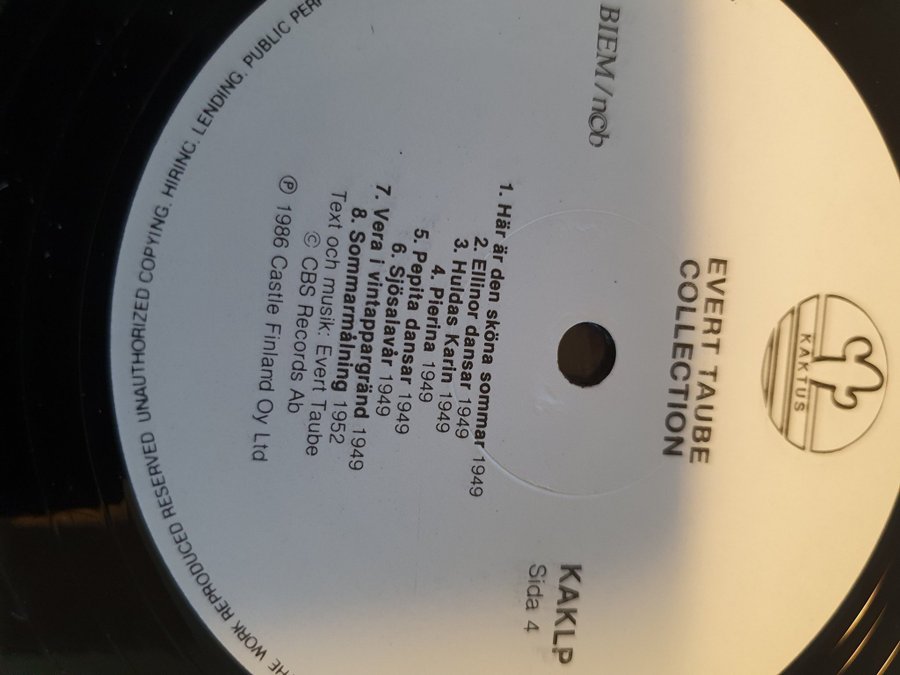 KAKTUS
EVERT TAUBE
COLLECTION
BIEM/n©b
KAKLP
Sida 4
1. Här är den sköna sommar 1949
2. Ellinor dansar 1949
3. Huldas Karin 1949
4. Pierina 1949
5. Pepita dansar 1949
6. Sjösalavår 1949
7. Vera i vintappargränd 1949
8. Sommarmålning 1952
Text och musik: Evert Taube
© CBS Records Ab
℗ 1986 Castle Finland Oy Ltd
HE WORK REPRODUCED RESERVED UNAUTHORIZED COPYING, HIRING, LENDING, PUBLIC PER